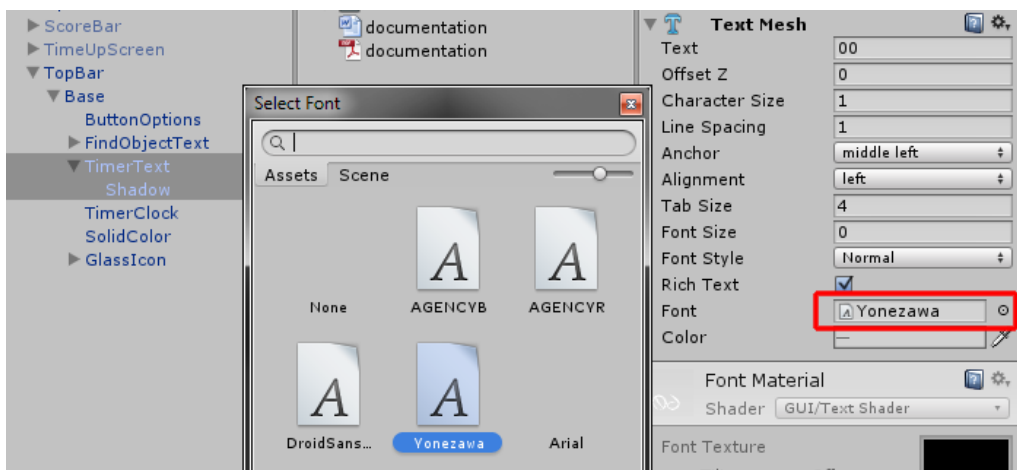 ScoreBar
TimeUpScreen
TopBar
Base
ButtonOptions
FindObjectText
TimerText
Shadow
TimerClock
SolidColor
GlassIcon
documentation
documentation
Select Font
Assets Scene
None AGENCYB AGENCYR
DroidSans... Yonezawa Arial
Text Mesh
Text 00
Offset Z 0
Character Size 1
Line Spacing 1
Anchor middle left
Alignment left
Tab Size 4
Font Size 0
Font Style Normal
Rich Text
Font Yonezawa
Color
Font Material
Shader GUI/Text Shader
Font Texture